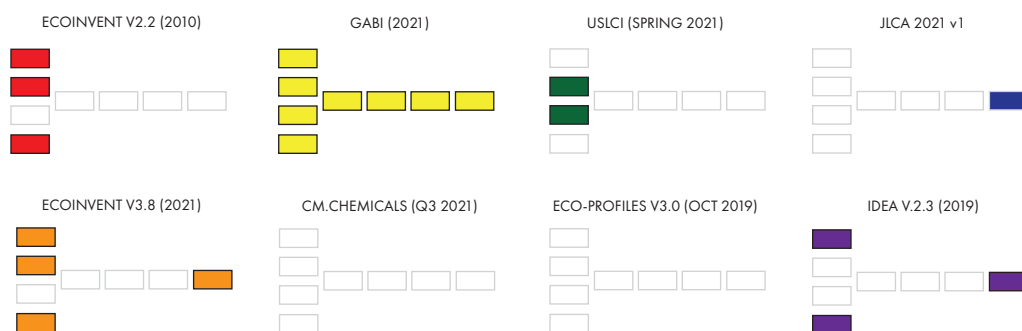 ECOINVENT V2.2 (2010)
GABI (2021)
USLCI (SPRING 2021)
JLCA 2021 v1
ECOINVENT V3.8 (2021)
CM.CHEMICALS (Q3 2021)
ECO-PROFILES V3.0 (OCT 2019)
IDEA V.2.3 (2019)